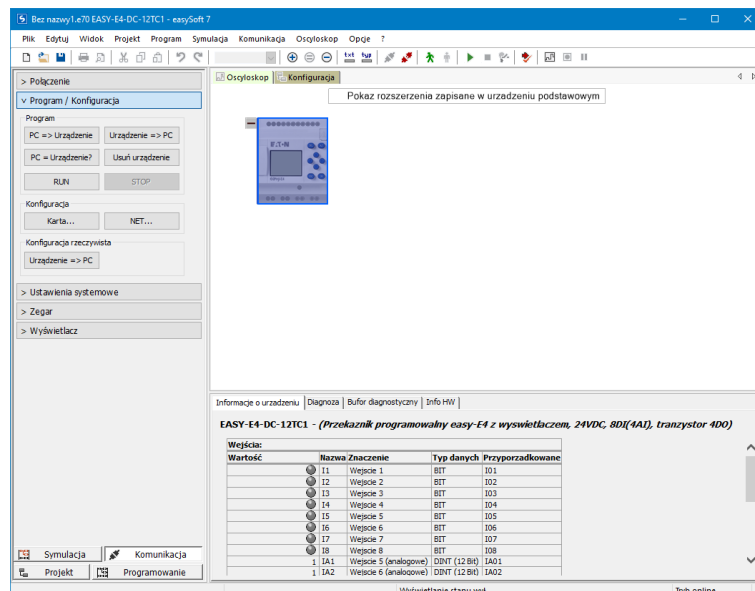 Bez nazwy1.e70 EASY-E4-DC-12TC1 - easySoft 7
Plik Edytuj Widok Projekt Program Symulacja Komunikacja Oscyloskop Opcje ?
txt typ
> Połączenie
v Program / Konfiguracja
Program
PC => Urządzenie Urządzenie => PC
PC = Urządzenie? Usuń urządzenie
RUN STOP
Konfiguracja
Karta... NET...
Konfiguracja rzeczywista
Urządzenie => PC
> Ustawienia systemowe
> Zegar
> Wyświetlacz
Symulacja Komunikacja
Projekt Programowanie
Oscyloskop Konfiguracja
Pokaz rozszerzenia zapisane w urzadzeniu podstawowym
E.T.N
Informacje o urzadzeniu Diagnoza Bufor diagnostyczny Info HW
EASY-E4-DC-12TC1 - (Przekaznik programowalny easy-E4 z wyswietlaczem, 24VDC, 8DI(4AI), tranzystor 4DO)
Wejścia:
Wartość Nazwa Znaczenie Typ danych Przyporzadkowane
I1 Wejscie 1 BIT I01
I2 Wejscie 2 BIT I02
I3 Wejscie 3 BIT I03
I4 Wejscie 4 BIT I04
I5 Wejscie 5 BIT I05
I6 Wejscie 6 BIT I06
I7 Wejscie 7 BIT I07
I8 Wejscie 8 BIT I08
1 IA1 Wejscie 5 (analogowe) DINT (12 Bit) IA01
1 IA2 Wejscie 6 (analogowe) DINT (12 Bit) IA02
Wyświetlanie stanu wył. Tryb online